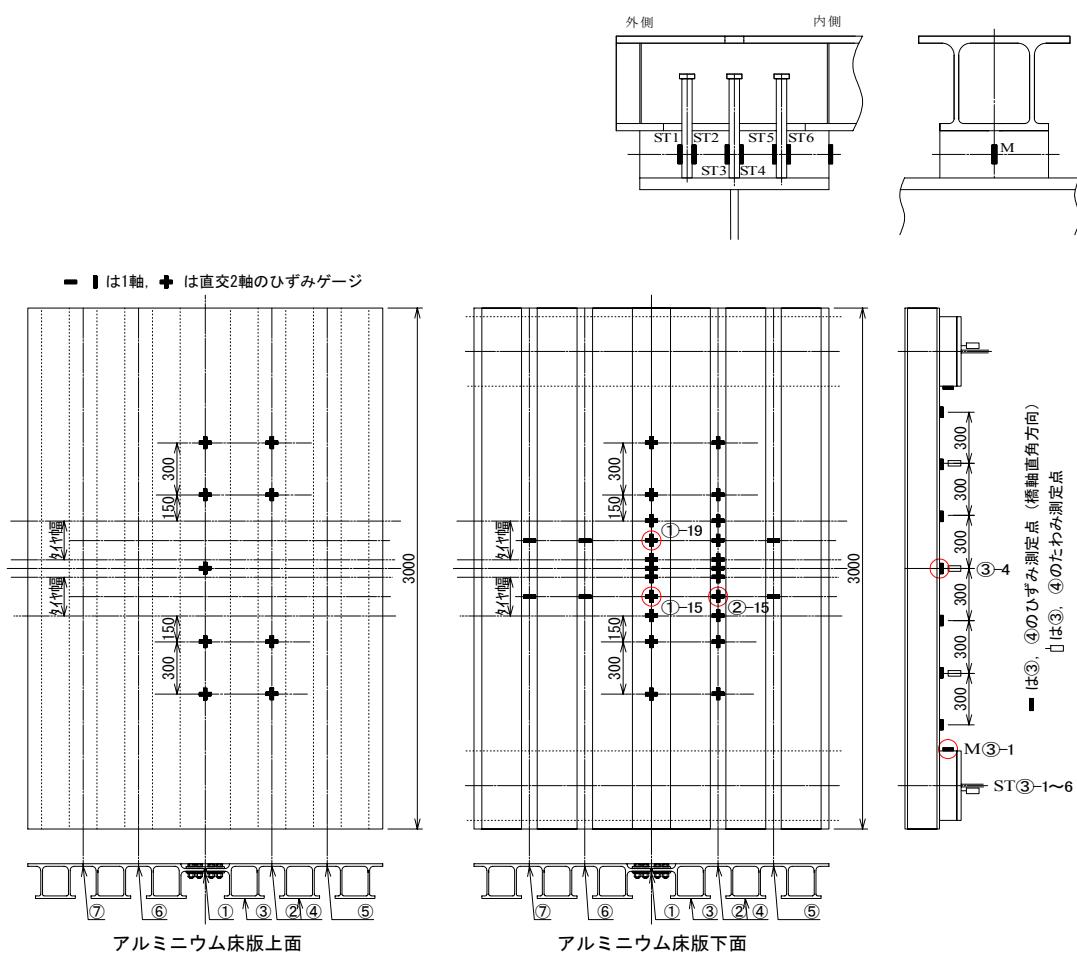 外側
内側
ST1 ST2 ST5 ST6
ST3 ST4
M
は1軸, は直交2軸のひずみゲージ
300
150
タイヤ幅
タイヤ幅
150
300
3000
⑦ ⑥ ① ③ ② ④ ⑤
アルミニウム床版上面
300
150
タイヤ幅
①-19
タイヤ幅
①-15 ②-15
150
300
3000
⑦ ⑥ ① ③ ② ④ ⑤
アルミニウム床版下面
300
300
300
③-4
300
300
300
M③-1
ST③-1～6
は③, ④のひずみ測定点 (橋軸直角方向)
は③, ④のたわみ測定点